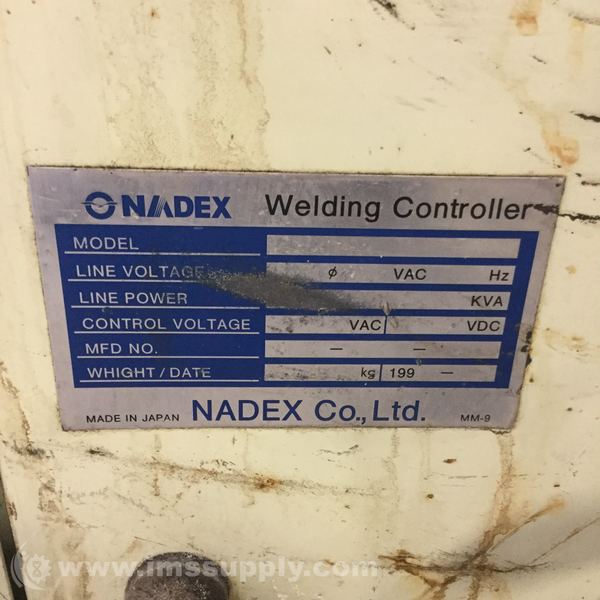 NADEX Welding Controller
MODEL
LINE VOLTAGE ø VAC Hz
LINE POWER KVA
CONTROL VOLTAGE VAC VDC
MFD NO. – –
WHIGHT / DATE kg 199 –
MADE IN JAPAN NADEX Co., Ltd. MM-9
www.imssupply.com